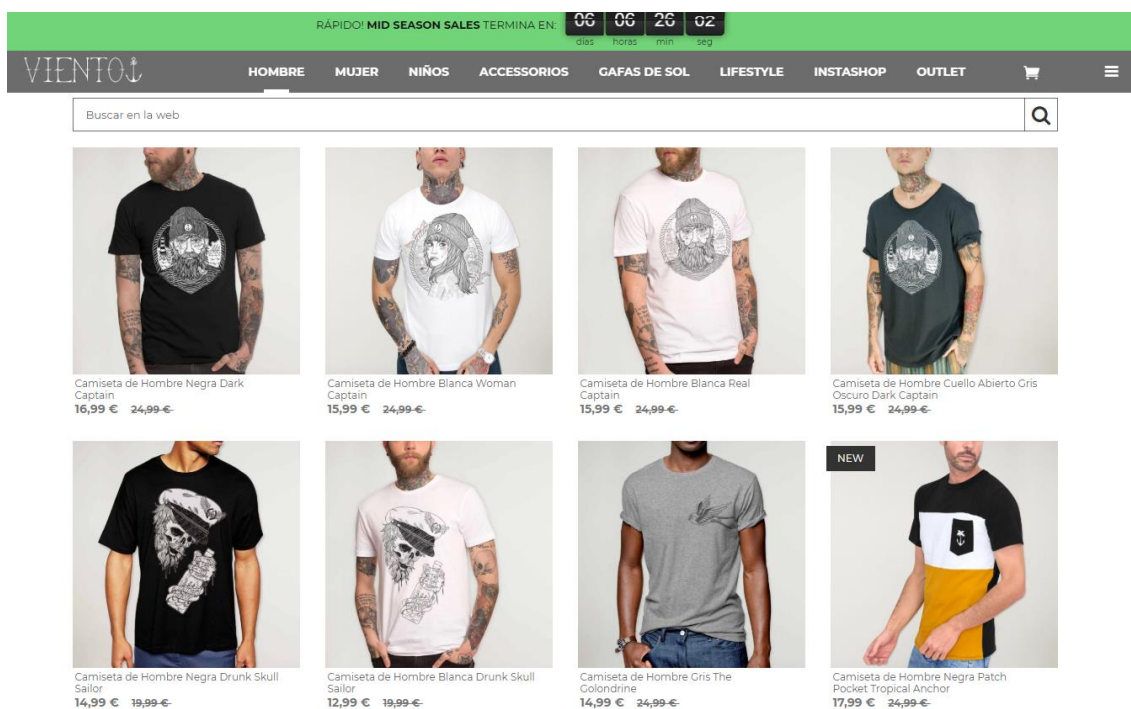 RÁPIDO! MID SEASON SALES TERMINA EN: 06 06 26 02
días horas min seg
VIENTO HOMBRE MUJER NIÑOS ACCESSORIOS GAFAS DE SOL LIFESTYLE INSTASHOP OUTLET
Buscar en la web
Camiseta de Hombre Negra Dark
Captain
16,99 € 24,99 €
Camiseta de Hombre Blanca Woman
Captain
15,99 € 24,99 €
Camiseta de Hombre Blanca Real
Captain
15,99 € 24,99 €
Camiseta de Hombre Cuello Abierto Gris
Oscuro Dark Captain
15,99 € 24,99 €
Camiseta de Hombre Negra Drunk Skull
Sailor
14,99 € 19,99 €
Camiseta de Hombre Blanca Drunk Skull
Sailor
12,99 € 19,99 €
Camiseta de Hombre Gris The
Golondrine
14,99 € 24,99 €
NEW
Camiseta de Hombre Negra Patch
Pocket Tropical Anchor
17,99 € 24,99 €